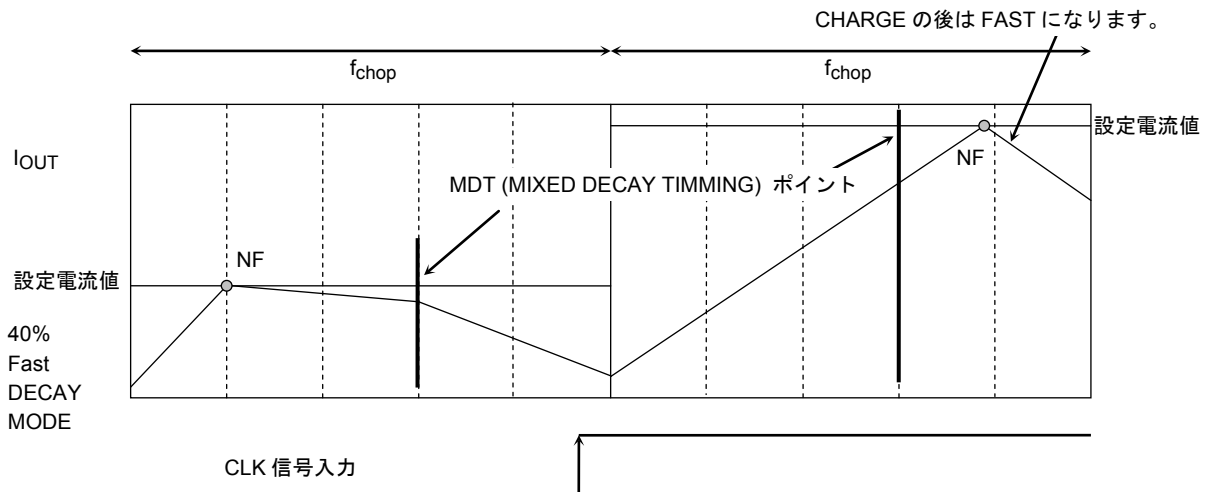 CHARGE の後は FAST になります。
fchop
fchop
設定電流値
IOUT
NF
MDT (MIXED DECAY TIMMING) ポイント
NF
設定電流値
40%
Fast
DECAY
MODE
CLK 信号入力